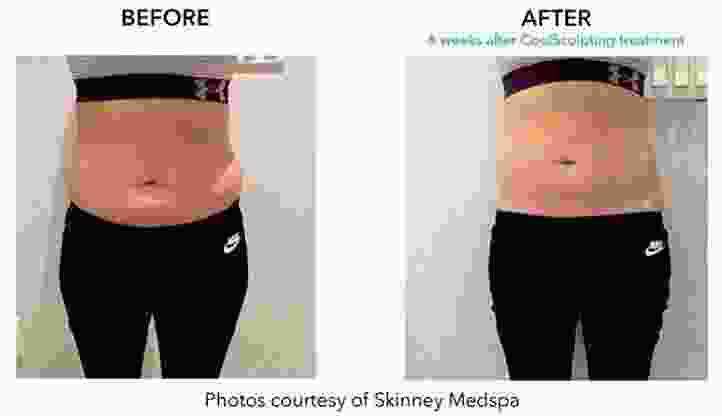 BEFORE
AFTER
4 weeks after CoolSculpting treatment
Photos courtesy of Skinney Medspa